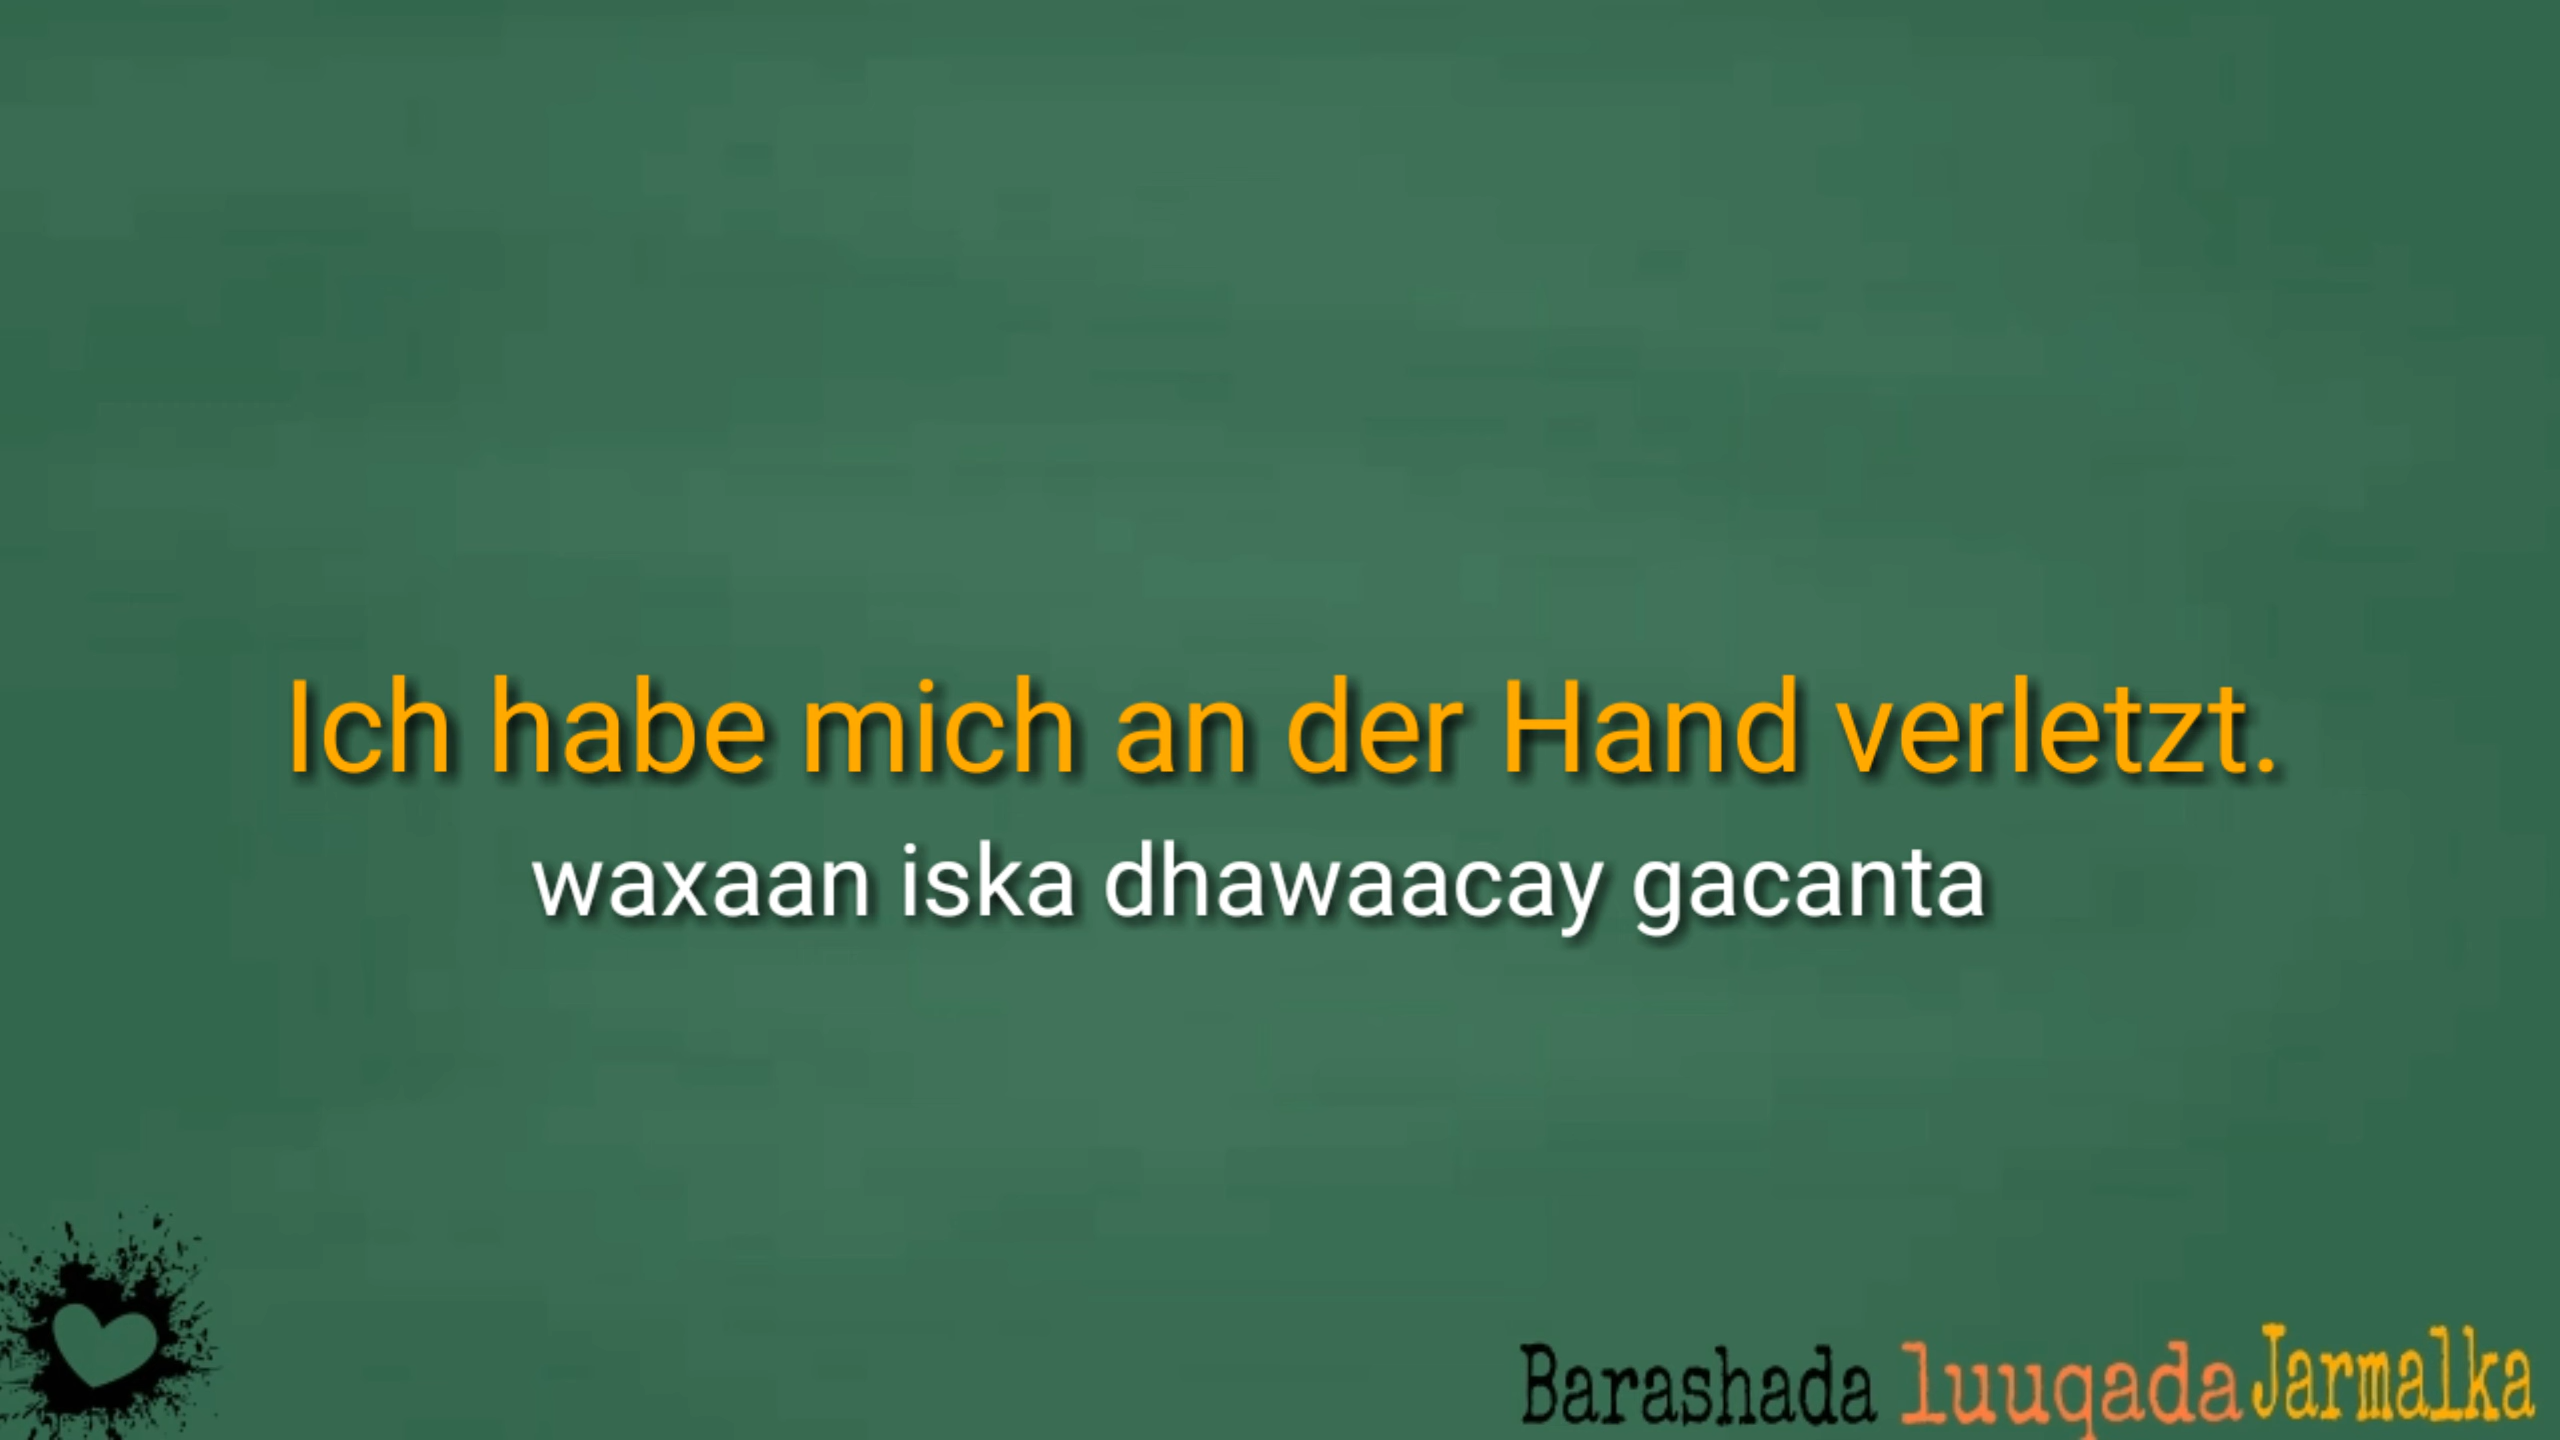 Ich habe mich an der Hand verletzt.
waxaan iska dhawaacay gacanta
Barashada luuqada Jarmalka